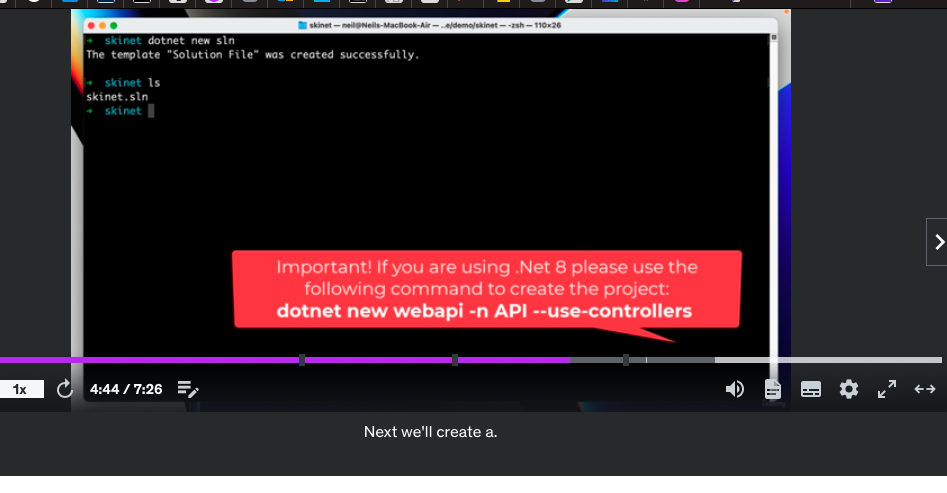 skinet — neil@Neils-MacBook-Air — ..e/demo/skinet — -zsh — 110×26
→ skinet dotnet new sln
The template "Solution File" was created successfully.
→ skinet ls
skinet.sln
→ skinet
Important! If you are using .Net 8 please use the
following command to create the project:
dotnet new webapi -n API --use-controllers
1x
4:44 / 7:26
Next we'll create a.